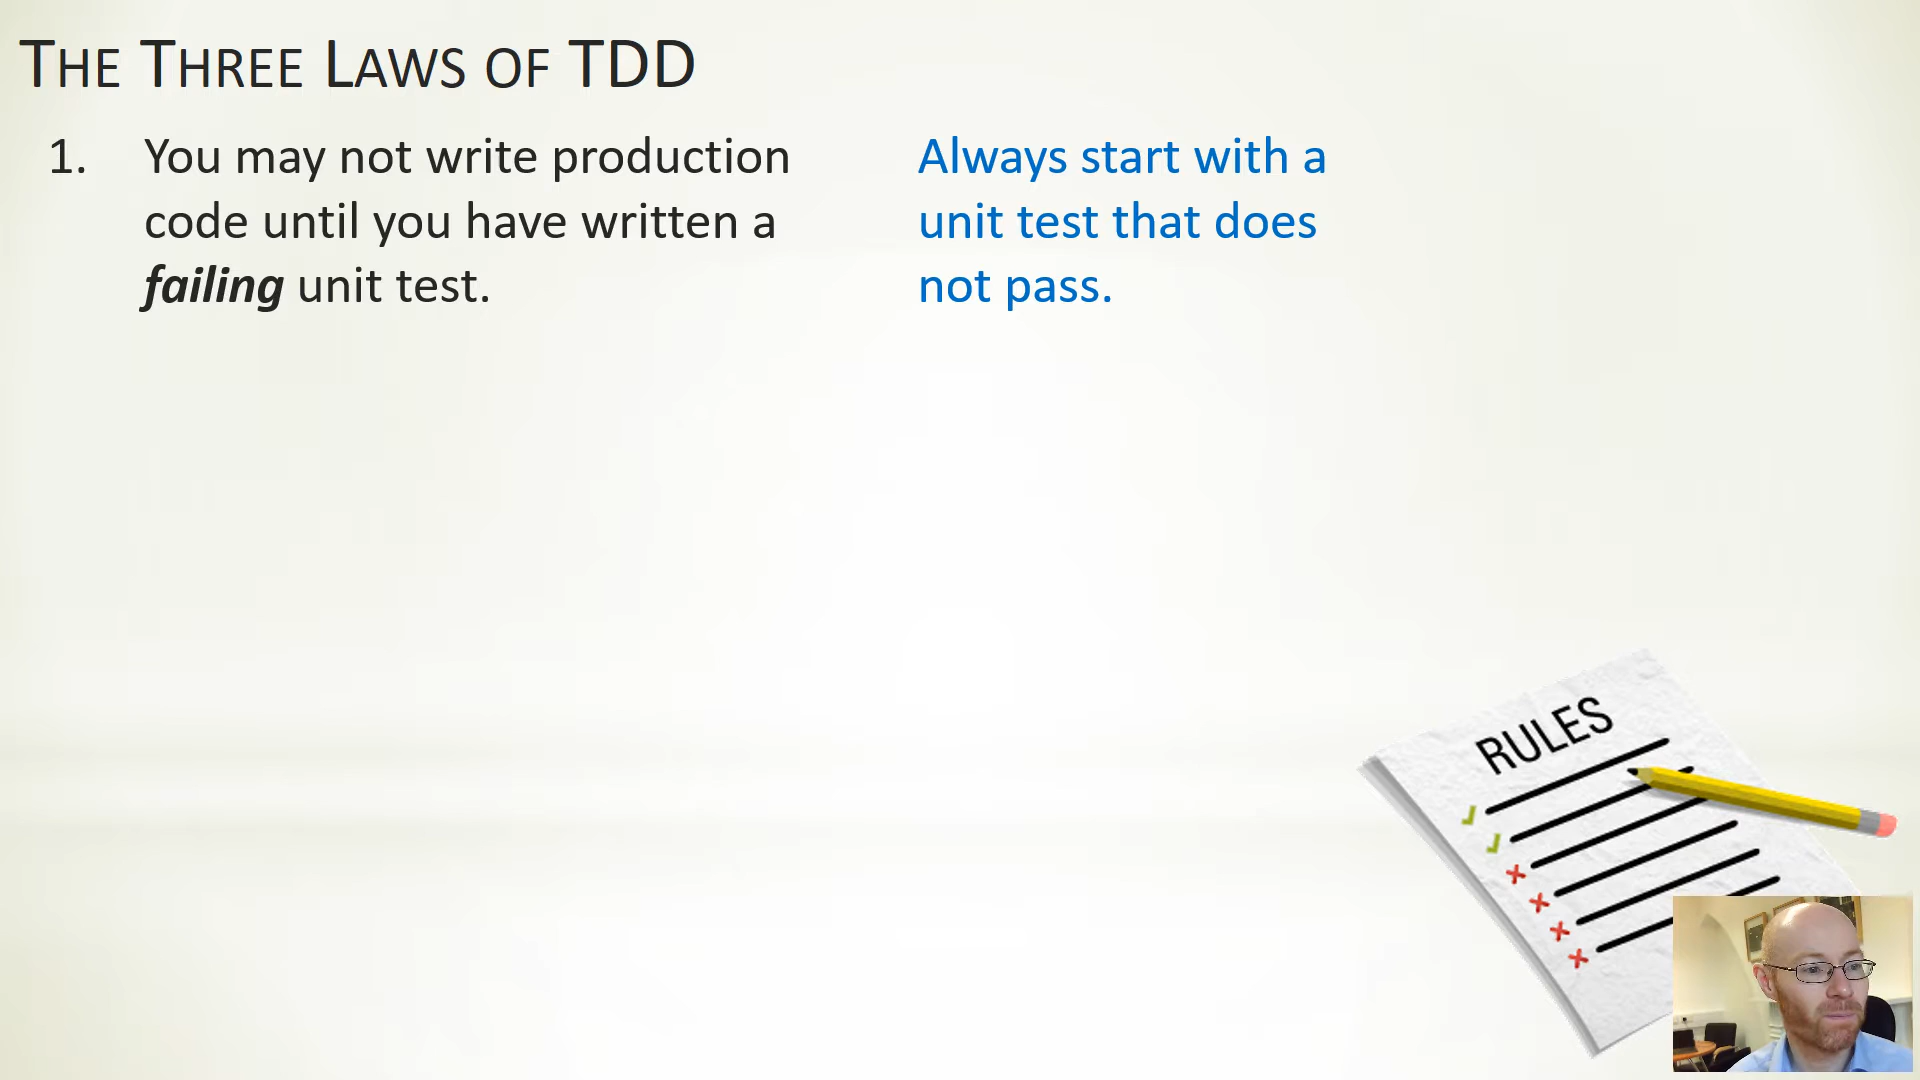 THE THREE LAWS OF TDD
1. You may not write production
code until you have written a
failing unit test.
Always start with a
unit test that does
not pass.
RULES